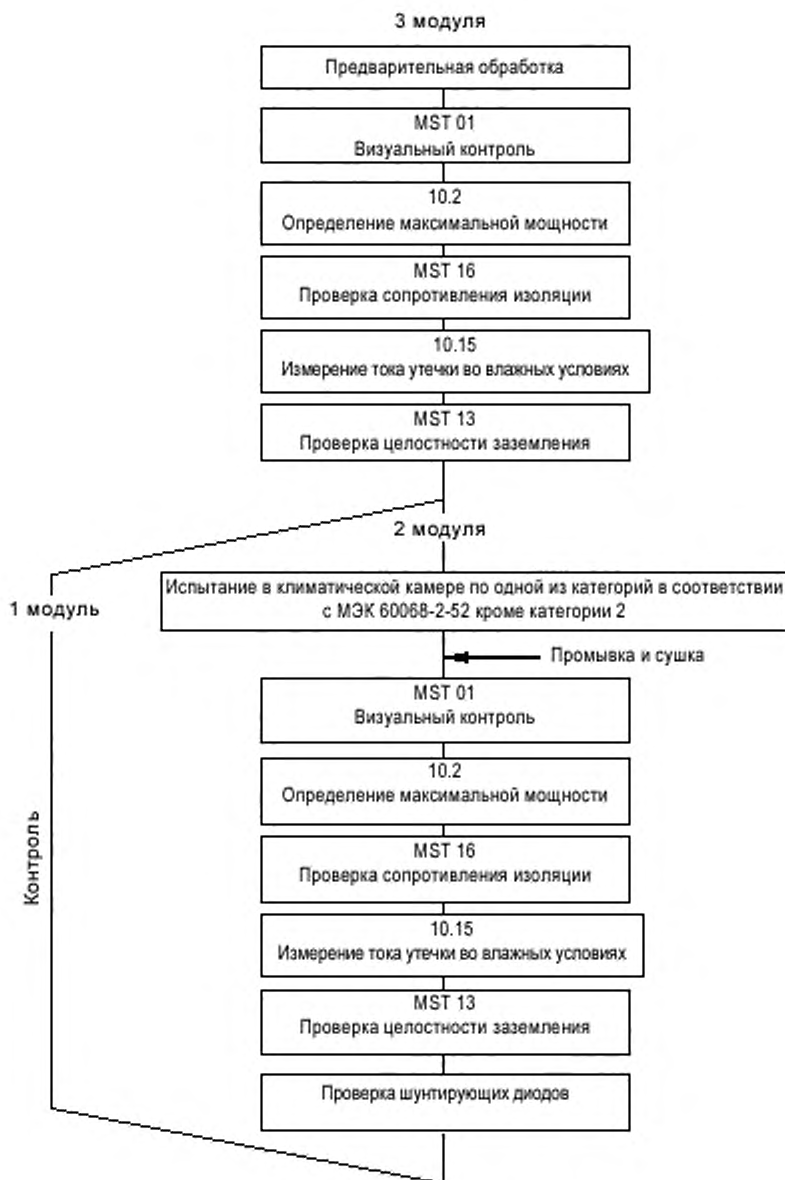 3 модуля
Предварительная обработка
MST 01
Визуальный контроль
10.2
Определение максимальной мощности
MST 16
Проверка сопротивления изоляции
10.15
Измерение тока утечки во влажных условиях
MST 13
Проверка целостности заземления
2 модуля
1 модуль
Испытание в климатической камере по одной из категорий в соответствии
с МЭК 60068-2-52 кроме категории 2
Промывка и сушка
MST 01
Визуальный контроль
10.2
Определение максимальной мощности
MST 16
Проверка сопротивления изоляции
10.15
Измерение тока утечки во влажных условиях
MST 13
Проверка целостности заземления
Проверка шунтирующих диодов
Контроль